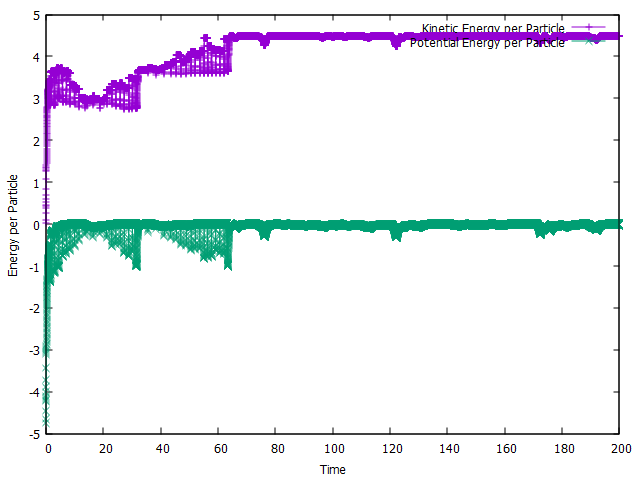 Kinetic Energy per Particle
Potential Energy per Particle
5
4
3
2
1
0
-1
-2
-3
-4
-5
Energy per Particle
0 20 40 60 80 100 120 140 160 180 200
Time